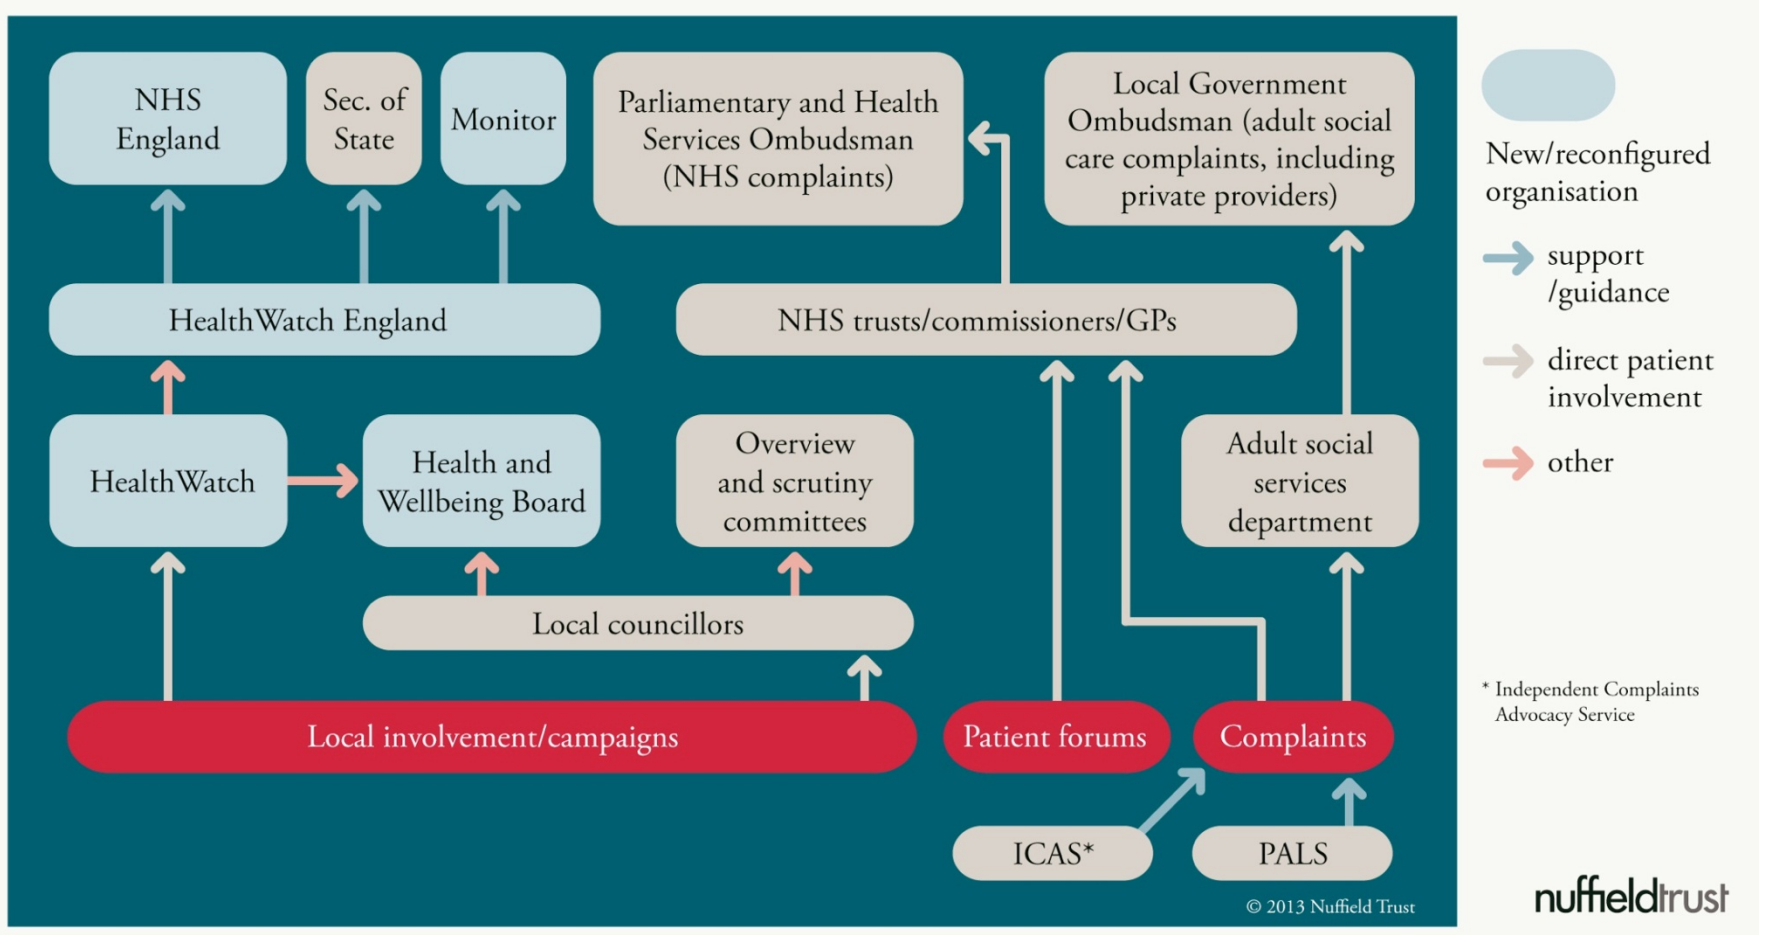 NHS
England
Sec. of
State
Monitor
Parliamentary and Health
Services Ombudsman
(NHS complaints)
Local Government
Ombudsman (adult social
care complaints, including
private providers)
HealthWatch England
NHS trusts/commissioners/GPs
HealthWatch
Health and
Wellbeing Board
Overview
and scrutiny
committees
Adult social
services
department
Local councillors
Local involvement/campaigns
Patient forums
Complaints
ICAS*
PALS
© 2013 Nuffield Trust
New/reconfigured
organisation
support
/guidance
direct patient
involvement
other
* Independent Complaints
Advocacy Service
nuffieldtrust